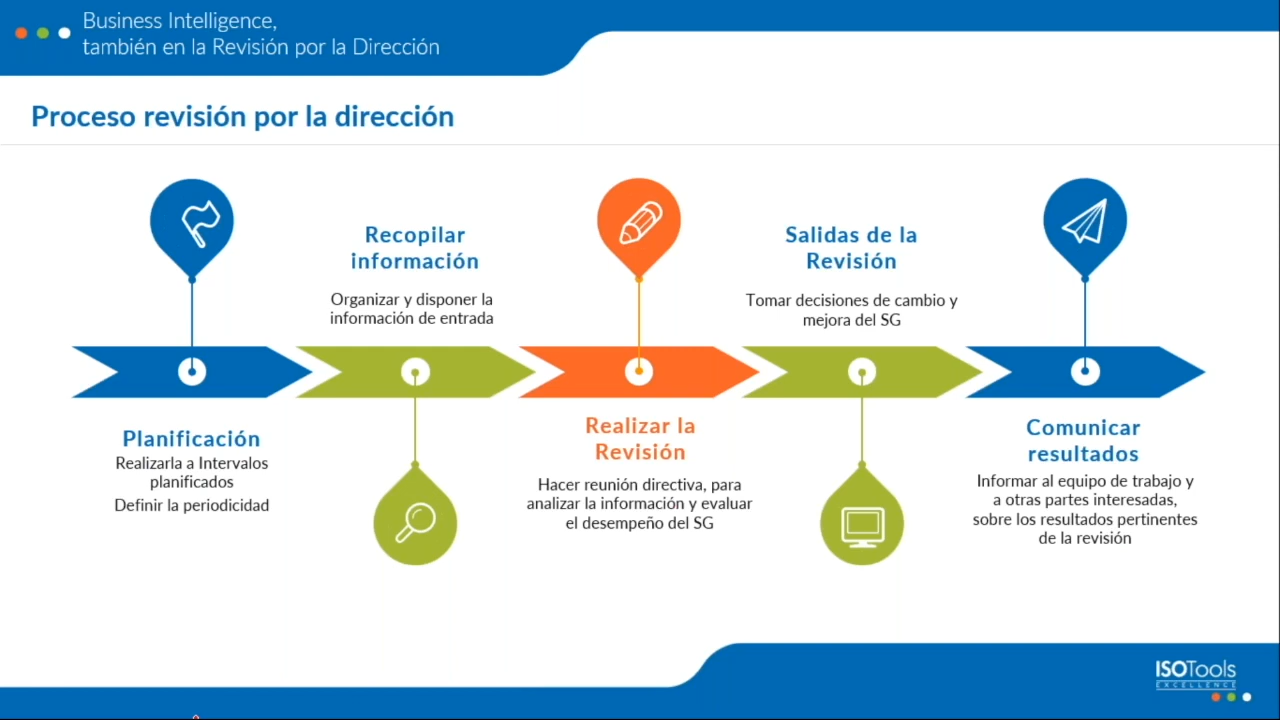 Business Intelligence,
también en la Revisión por la Dirección
Proceso revisión por la dirección
Planificación
Realizarla a Intervalos
planificados
Definir la periodicidad
Recopilar
información
Organizar y disponer la
información de entrada
Realizar la
Revisión
Hacer reunión directiva, para
analizar la información y evaluar
el desempeño del SG
Salidas de la
Revisión
Tomar decisiones de cambio y
mejora del SG
Comunicar
resultados
Informar al equipo de trabajo y
a otras partes interesadas,
sobre los resultados pertinentes
de la revisión
ISOTools
EXCELLENCE